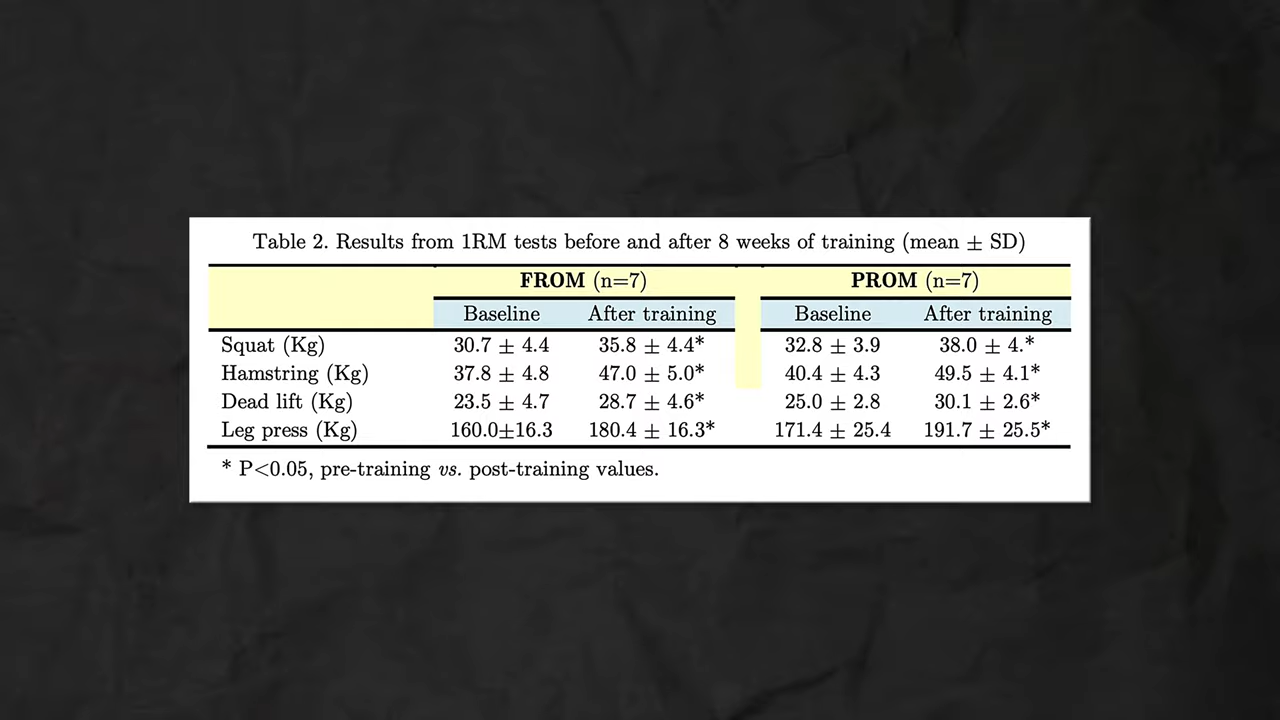 Table 2. Results from 1RM tests before and after 8 weeks of training (mean ± SD)
FROM (n=7) PROM (n=7)
Baseline After training Baseline After training
Squat (Kg) 30.7 ± 4.4 35.8 ± 4.4* 32.8 ± 3.9 38.0 ± 4.*
Hamstring (Kg) 37.8 ± 4.8 47.0 ± 5.0* 40.4 ± 4.3 49.5 ± 4.1*
Dead lift (Kg) 23.5 ± 4.7 28.7 ± 4.6* 25.0 ± 2.8 30.1 ± 2.6*
Leg press (Kg) 160.0±16.3 180.4 ± 16.3* 171.4 ± 25.4 191.7 ± 25.5*
* P<0.05, pre-training vs. post-training values.